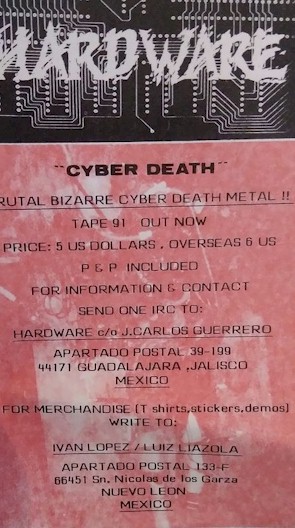 HARDWARE
"CYBER DEATH"
RUTAL BIZARRE CYBER DEATH METAL !!
TAPE 91 OUT NOW
PRICE: 5 US DOLLARS , OVERSEAS 6 US
P & P INCLUDED
FOR INFORMATION & CONTACT
SEND ONE IRC TO:
HARDWARE c/o J.CARLOS GUERRERO
APARTADO POSTAL 39-199
44171 GUADALAJARA ,JALISCO
MEXICO
FOR MERCHANDISE (T shirts,stickers,demos)
WRITE TO:
IVAN LOPEZ / LUIZ LIAZOLA
APARTADO POSTAL 133-F
66451 Sn. Nicolas de los Garza
NUEVO LEON
MEXICO